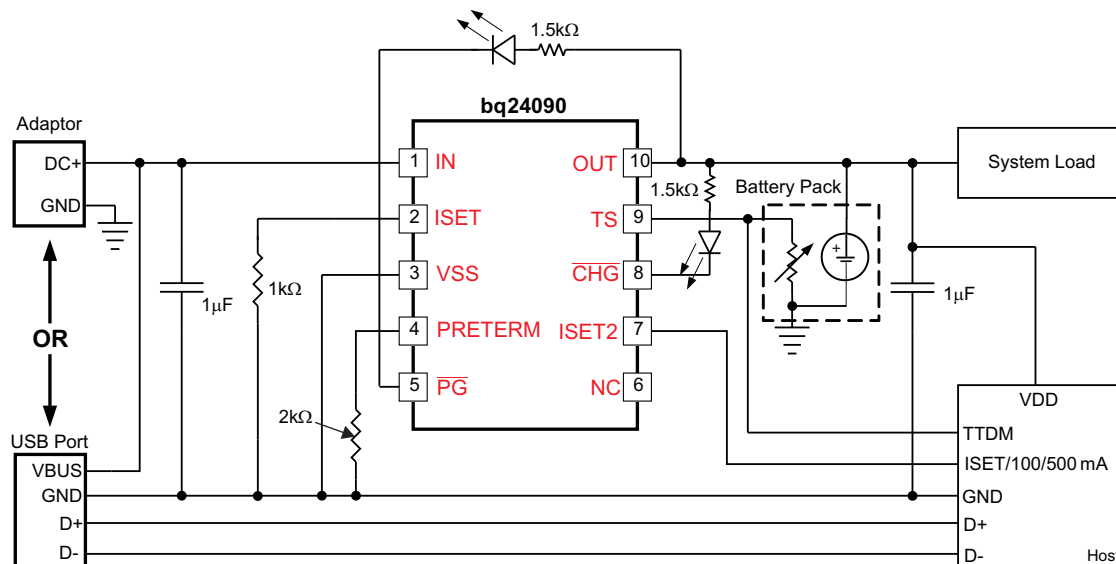 1.5kΩ
bq24090
Adaptor
DC+
GND
1
IN
2
ISET
3
VSS
4
PRETERM
5
PG
OUT
10
TS
9
CHG
8
ISET2
7
NC
6
1.5kΩ
Battery Pack
+
System Load
1μF
1kΩ
1μF
OR
2kΩ
USB Port
VBUS
GND
D+
D-
VDD
TTDM
ISET/100/500 mA
GND
D+
D-
Host